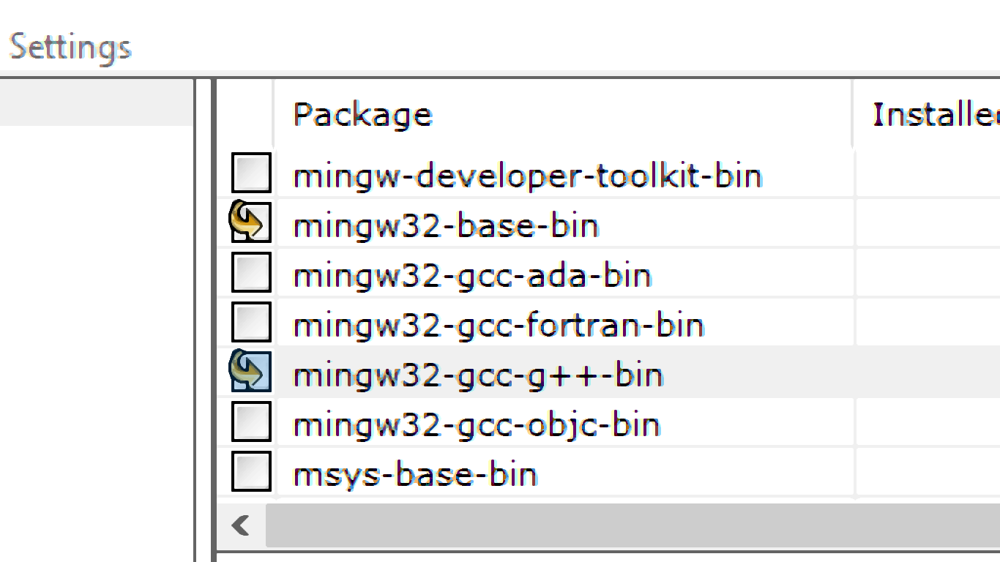 Settings
Package Installe
mingw-developer-toolkit-bin
mingw32-base-bin
mingw32-gcc-ada-bin
mingw32-gcc-fortran-bin
mingw32-gcc-g++-bin
mingw32-gcc-objc-bin
msys-base-bin